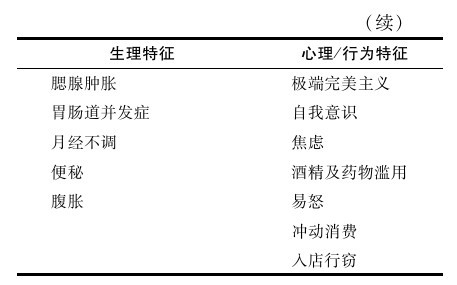 （续）
生理特征 心理/行为特征
腮腺肿胀 极端完美主义
胃肠道并发症 自我意识
月经不调 焦虑
便秘 酒精及药物滥用
腹胀 易怒
冲动消费
入店行窃